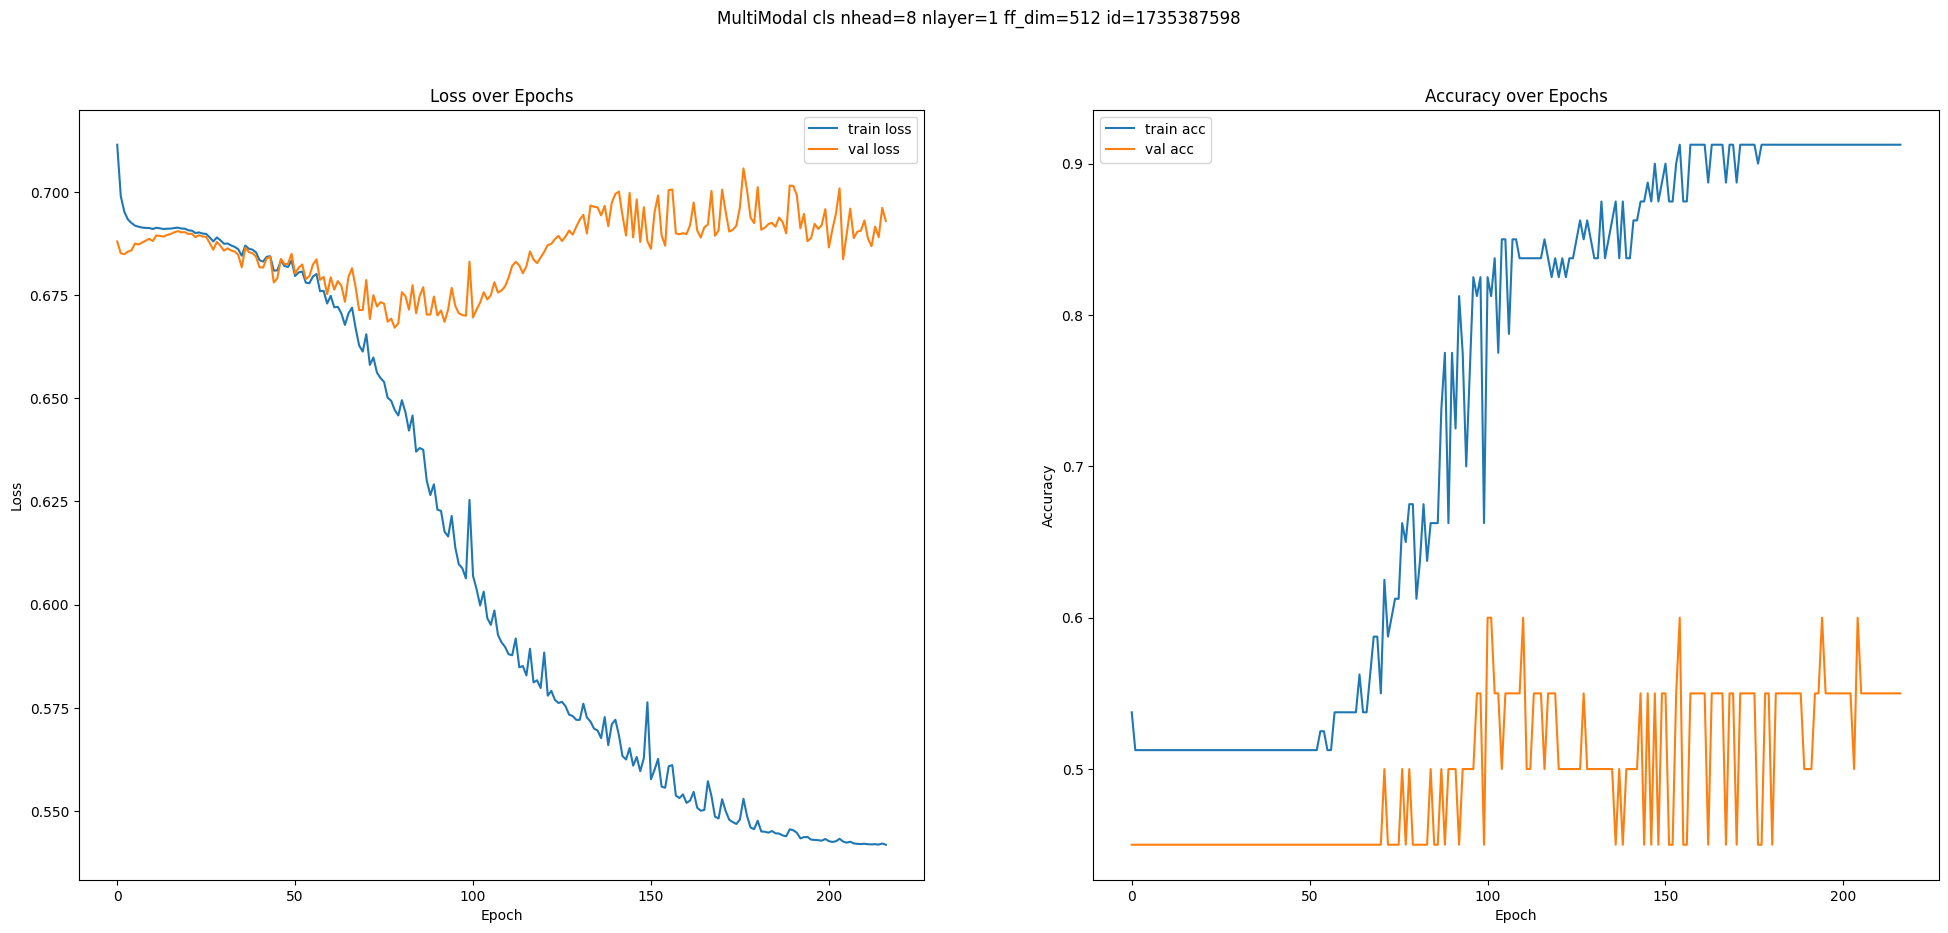 MultiModal cls nhead=8 nlayer=1 ff_dim=512 id=1735387598
Loss over Epochs
train loss
val loss
0.700
0.675
0.650
0.625
0.600
0.575
0.550
Loss
0
50
100
150
200
Epoch
Accuracy over Epochs
train acc
val acc
0.9
0.8
0.7
0.6
0.5
Accuracy
0
50
100
150
200
Epoch